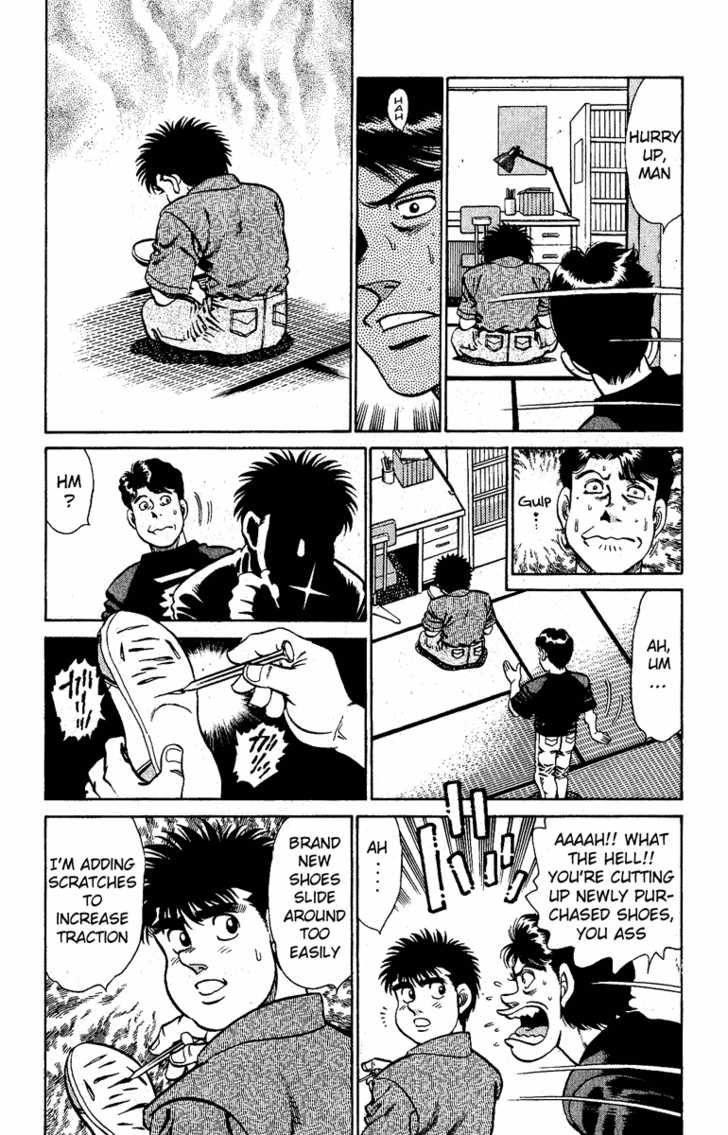 HURRY
UP,
MAN
HAH
GULP
AH,
UM
...
HM
?
AAAAH!! WHAT
THE HELL!!
YOU'RE CUTTING
UP NEWLY PUR-
CHASED SHOES,
YOU ASS
AH
....
BRAND
NEW
SHOES
SLIDE
AROUND
TOO
EASILY
I'M ADDING
SCRATCHES
TO
INCREASE
TRACTION